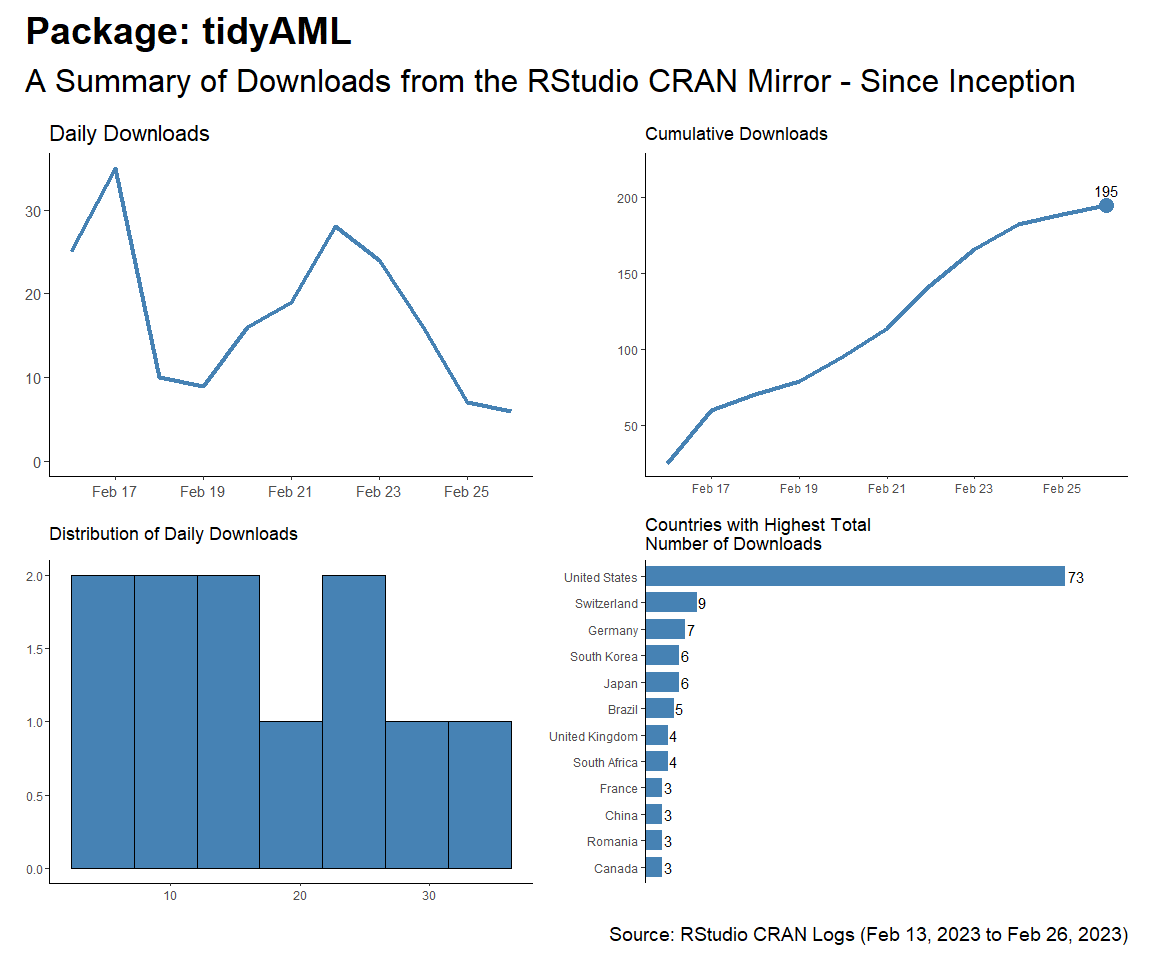 Package: tidyAML
A Summary of Downloads from the RStudio CRAN Mirror - Since Inception
Daily Downloads
30
20
10
0
Feb 17 Feb 19 Feb 21 Feb 23 Feb 25
Cumulative Downloads
195
200
150
100
50
Feb 17 Feb 19 Feb 21 Feb 23 Feb 25
Distribution of Daily Downloads
2.0
1.5
1.0
0.5
0.0
10 20 30
Countries with Highest Total
Number of Downloads
United States 73
Switzerland 9
Germany 7
South Korea 6
Japan 6
Brazil 5
United Kingdom 4
South Africa 4
France 3
China 3
Romania 3
Canada 3
Source: RStudio CRAN Logs (Feb 13, 2023 to Feb 26, 2023)